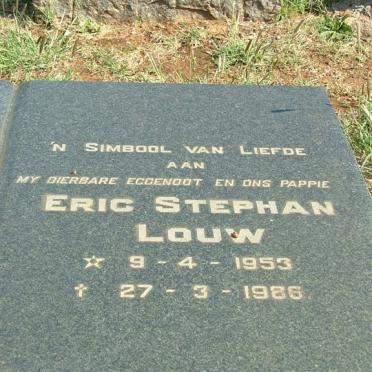 'n Simbool van Liefde
aan
my dierbare eggenoot en ons pappie
Eric Stephan
Louw
☆ 9 - 4 - 1953
✝ 27 - 3 - 1986